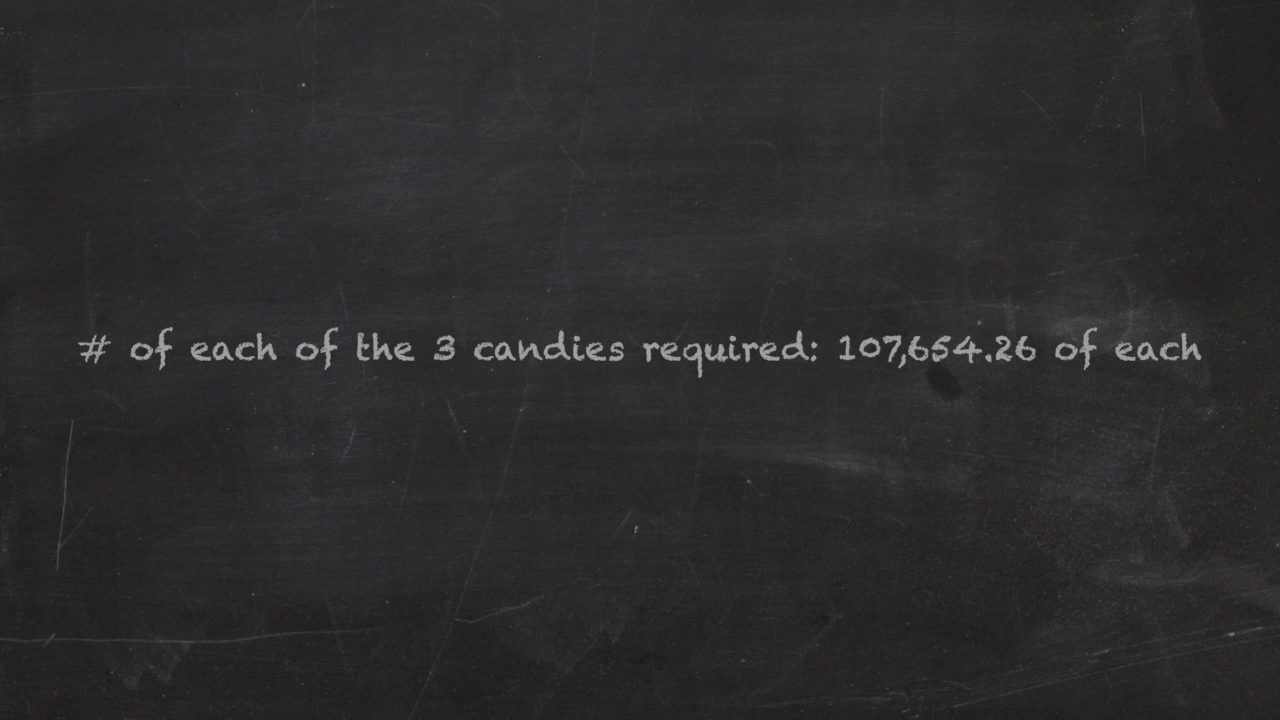 # of each of the 3 candies required: 107,654.26 of each